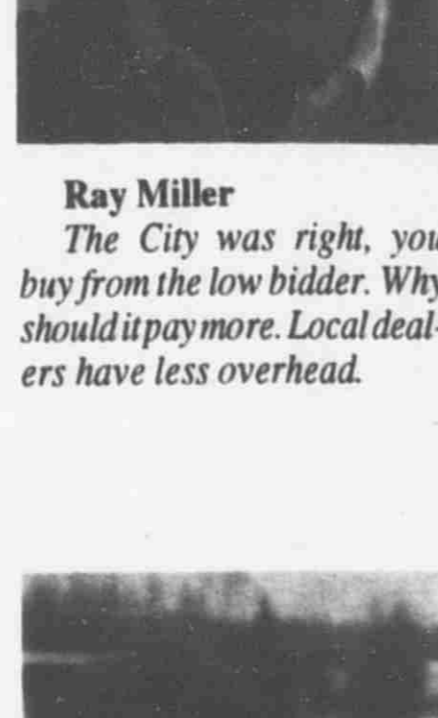 Ray Miller
The City was right, you
buy from the low bidder. Why
should it pay more. Local deal-
ers have less overhead.